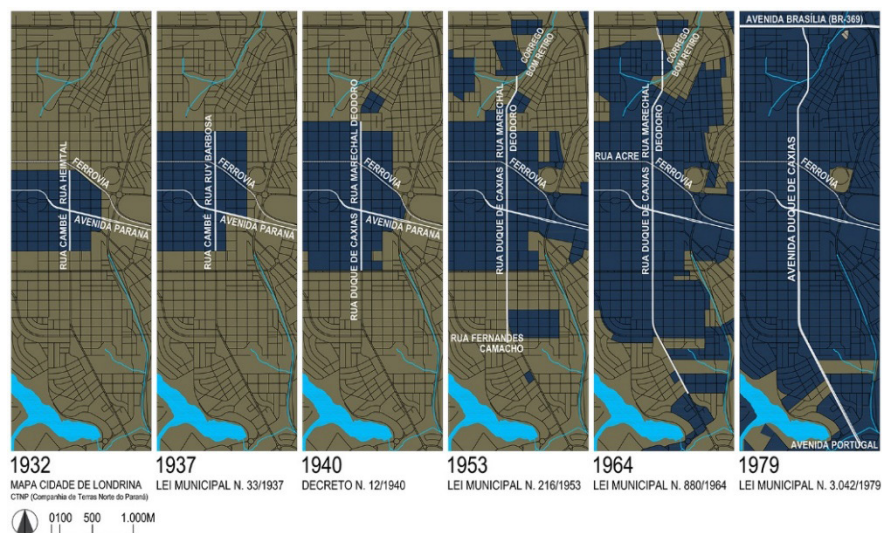 RUA HEIMTAL
FERROVIA
AVENIDA PARANÁ
RUA CAMBÉ
1932
MAPA CIDADE DE LONDRINA
CTNP (Companhia de Terras Norte do Paraná)
RUA RUY BARBOSA
FERROVIA
AVENIDA PARANÁ
RUA CAMBÉ
1937
LEI MUNICIPAL N. 33/1937
RUA MARECHAL DEODORO
FERROVIA
AVENIDA PARANÁ
RUA DUQUE DE CAXIAS
1940
DECRETO N. 12/1940
CÓRREGO
BOM RETIRO
RUA MARECHAL
DEODORO
FERROVIA
RUA DUQUE DE CAXIAS
RUA FERNANDES
CAMACHO
1953
LEI MUNICIPAL N. 216/1953
CÓRREGO
BOM RETIRO
RUA MARECHAL
DEODORO
RUA ACRE
FERROVIA
RUA DUQUE DE CAXIAS
1964
LEI MUNICIPAL N. 880/1964
AVENIDA BRASÍLIA (BR-369)
FERROVIA
AVENIDA DUQUE DE CAXIAS
AVENIDA PORTUGAL
1979
LEI MUNICIPAL N. 3.042/1979
0100 500 1.000M